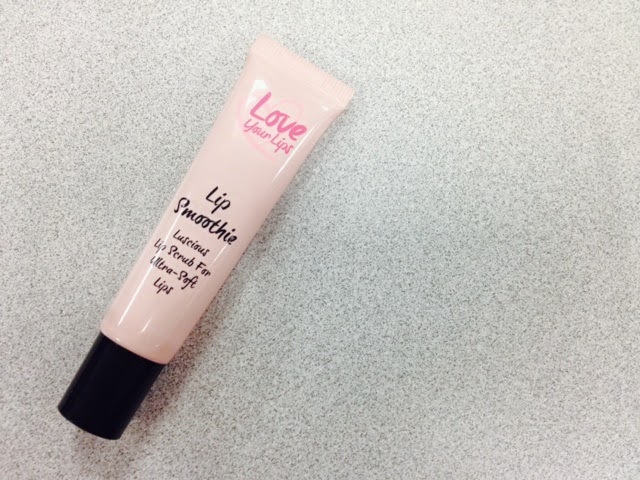 Love
Your Lips
Lip
Smoothie
Luscious
Lip Scrub For
Ultra-Soft
Lips